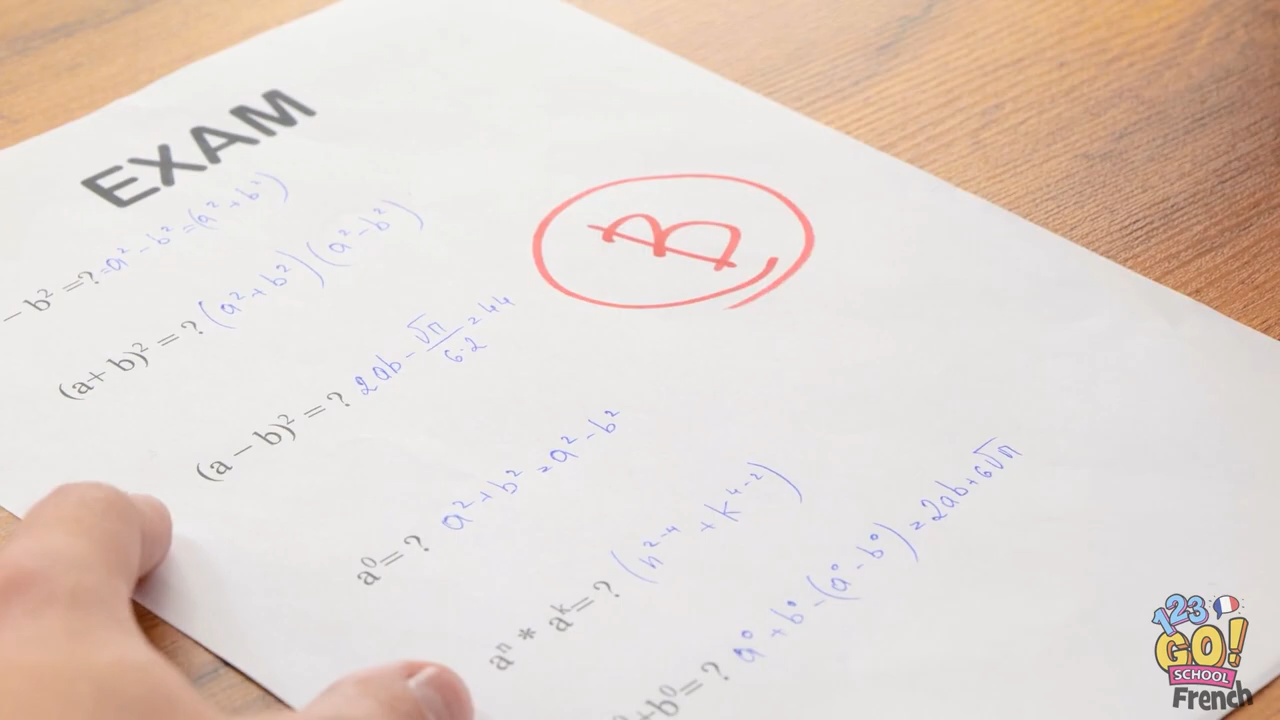 EXAM
B
- b² = ? = a² - b² = (a² + b²)
(a + b)² = ? (a² + b²) (a² - b²)
(a - b)² = ? 2ab - √π/6·2 = 44
a⁰ = ? a² + b² = a² - b²
aⁿ * aᵏ = ? (n²⁻⁴ + k⁴⁻²)
+b⁰ = ? a⁰ + b⁰ - (a⁰ - b⁰) = 2ab + 6√π
123
GO!
SCHOOL
French